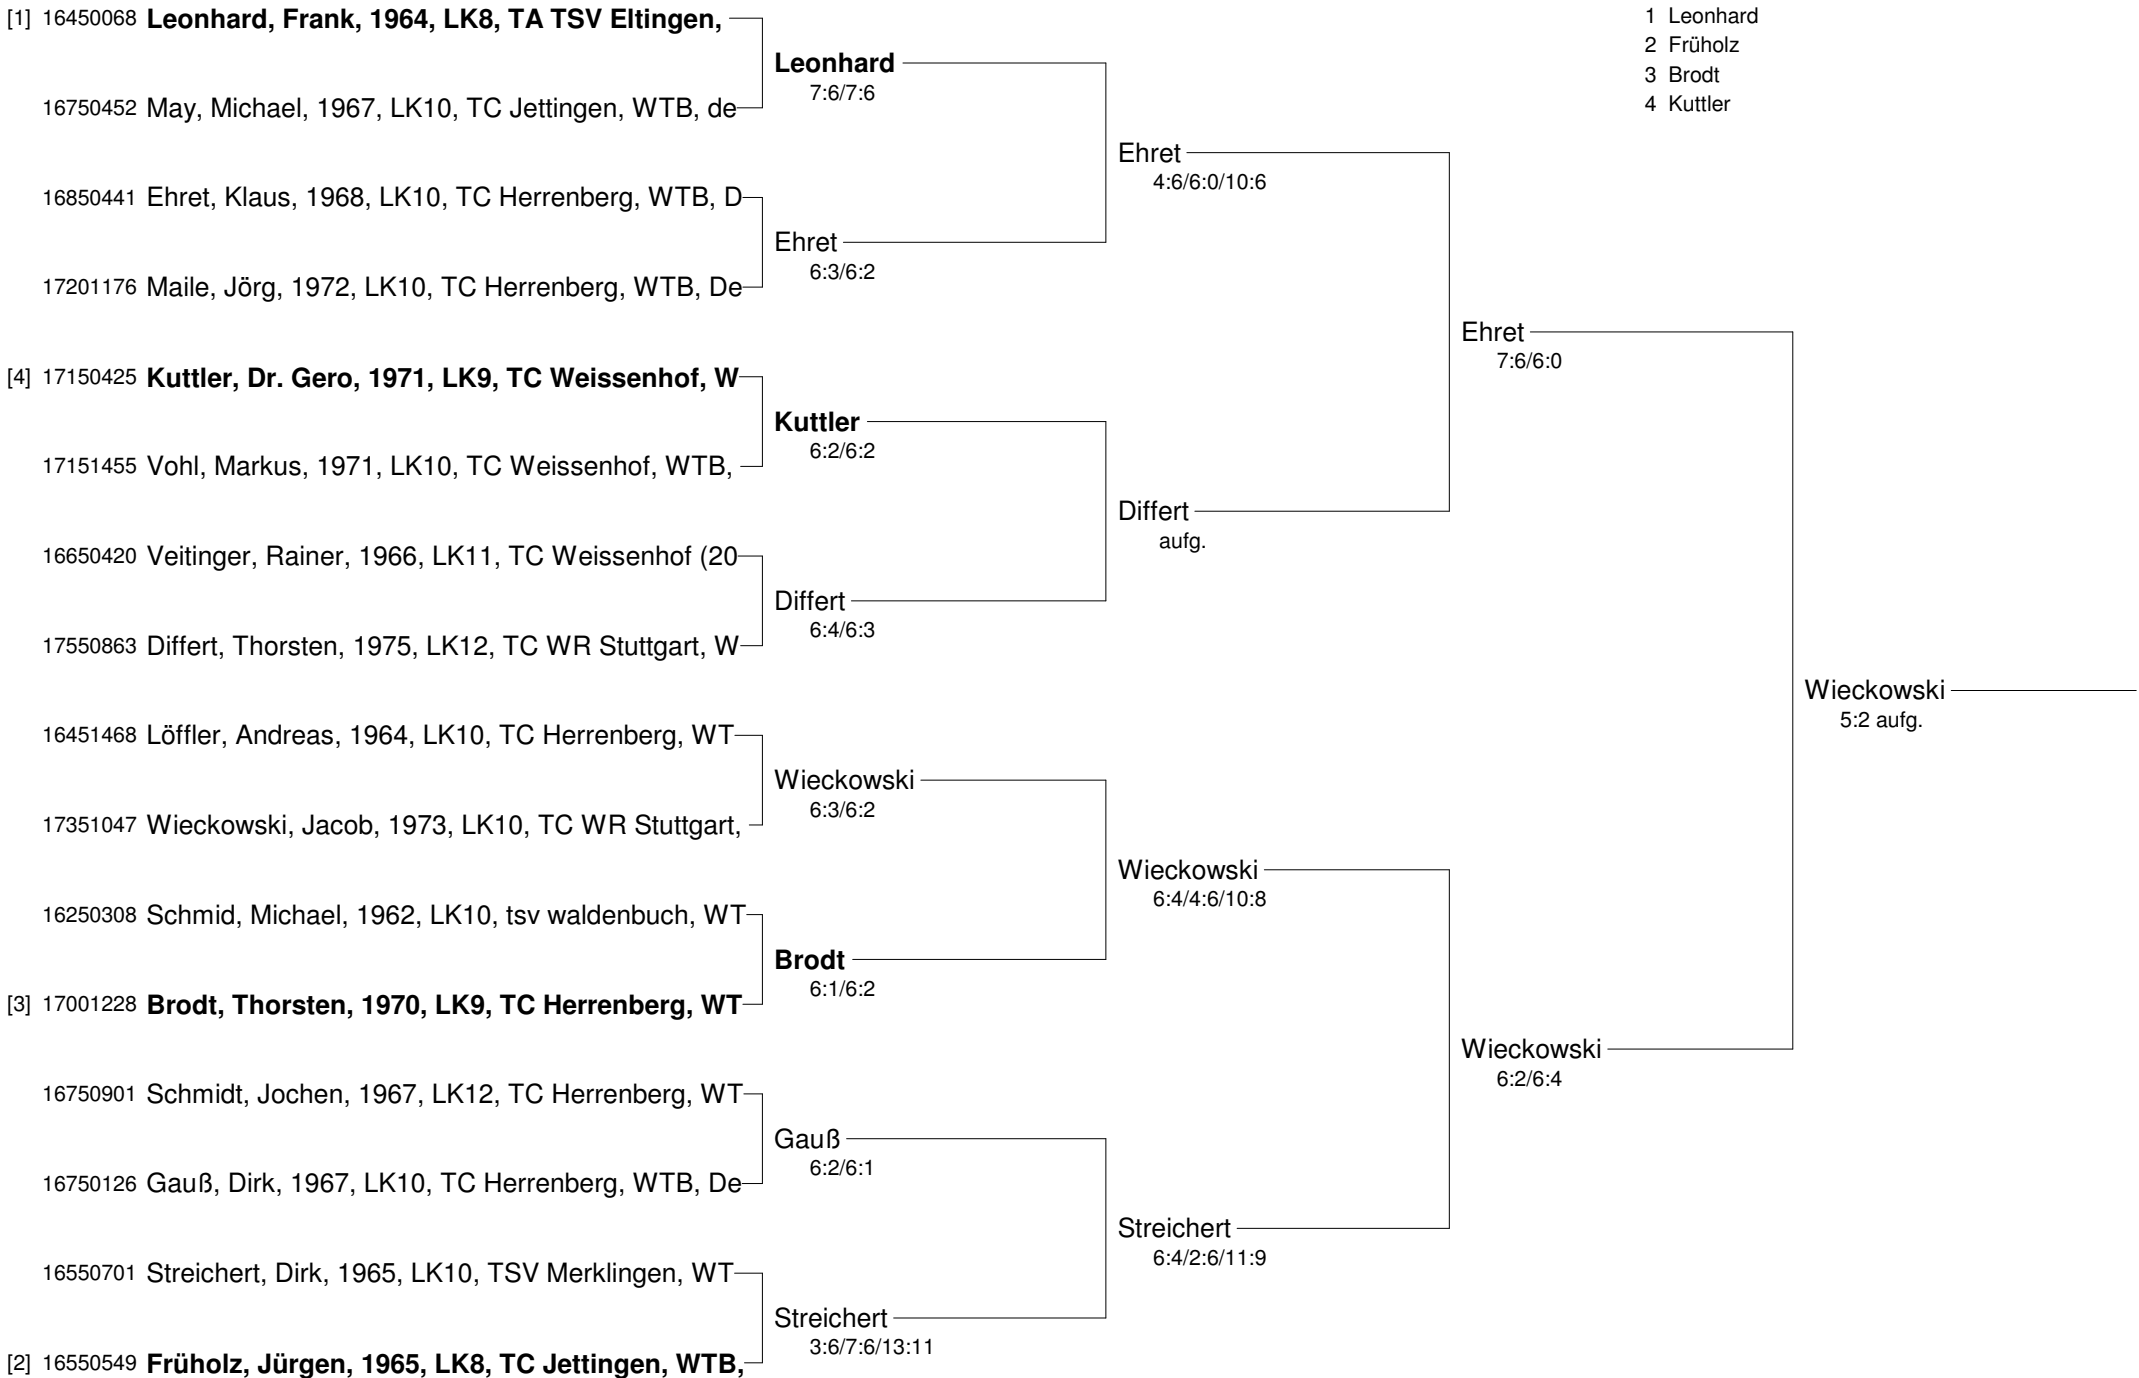 [1] 16450068 Leonhard, Frank, 1964, LK8, TA TSV Eltingen,
1 Leonhard
2 Früholz
3 Brodt
4 Kuttler
Leonhard
7:6/7:6
16750452 May, Michael, 1967, LK10, TC Jettingen, WTB, de
Ehret
4:6/6:0/10:6
16850441 Ehret, Klaus, 1968, LK10, TC Herrenberg, WTB, D
Ehret
6:3/6:2
17201176 Maile, Jörg, 1972, LK10, TC Herrenberg, WTB, De
Ehret
7:6/6:0
[4] 17150425 Kuttler, Dr. Gero, 1971, LK9, TC Weissenhof, W
Kuttler
6:2/6:2
17151455 Vohl, Markus, 1971, LK10, TC Weissenhof, WTB,
Differt
aufg.
16650420 Veitinger, Rainer, 1966, LK11, TC Weissenhof (20
Differt
6:4/6:3
17550863 Differt, Thorsten, 1975, LK12, TC WR Stuttgart, W
Wieckowski
5:2 aufg.
16451468 Löffler, Andreas, 1964, LK10, TC Herrenberg, WT
Wieckowski
6:3/6:2
17351047 Wieckowski, Jacob, 1973, LK10, TC WR Stuttgart,
Wieckowski
6:4/4:6/10:8
16250308 Schmid, Michael, 1962, LK10, tsv waldenbuch, WT
Brodt
6:1/6:2
[3] 17001228 Brodt, Thorsten, 1970, LK9, TC Herrenberg, WT
Wieckowski
6:2/6:4
16750901 Schmidt, Jochen, 1967, LK12, TC Herrenberg, WT
Gauß
6:2/6:1
16750126 Gauß, Dirk, 1967, LK10, TC Herrenberg, WTB, De
Streichert
6:4/2:6/11:9
16550701 Streichert, Dirk, 1965, LK10, TSV Merklingen, WT
Streichert
3:6/7:6/13:11
[2] 16550549 Früholz, Jürgen, 1965, LK8, TC Jettingen, WTB,